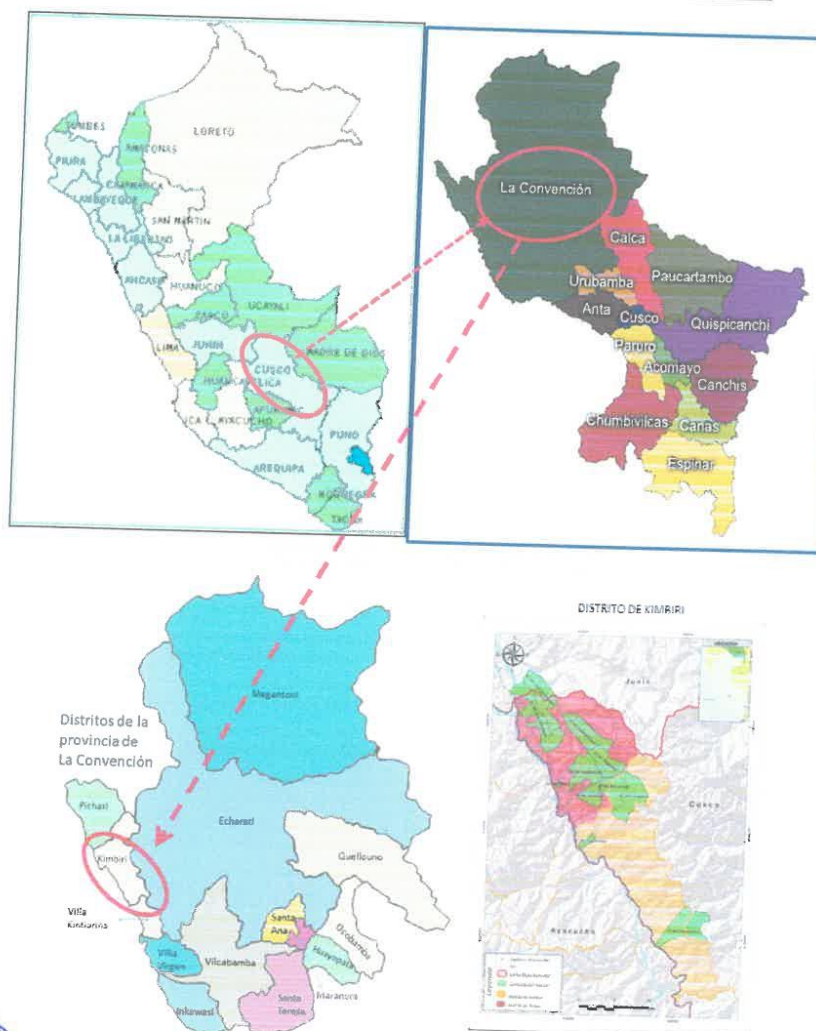 TUMBES
PIURA
AMAZONAS
LORETO
LAMBAYEQUE
CAJAMARCA
SAN MARTIN
LA LIBERTAD
ANCASH
HUANUCO
UCAYALI
PASCO
LIMA
JUNIN
MADRE DE DIOS
CUSCO
HUANCAVELICA
ICA
AYACUCHO
APURIMAC
PUNO
AREQUIPA
MOQUEGUA
TACNA
La Convención
Calca
Paucartambo
Urubamba
Anta
Cusco
Quispicanchi
Paruro
Acomayo
Canchis
Chumbivilcas
Canas
Espinar
Distritos de la
provincia de
La Convención
Megantoni
Pichari
Echarati
Kimbiri
Quellouno
Villa
Kintiarina
Santa
Ana
Ocobamba
Villa
Virgen
Vilcabamba
Huayopata
Maranura
Inkawasi
Santa
Teresa
DISTRITO DE KIMBIRI
Junín
Cusco
Ayacucho